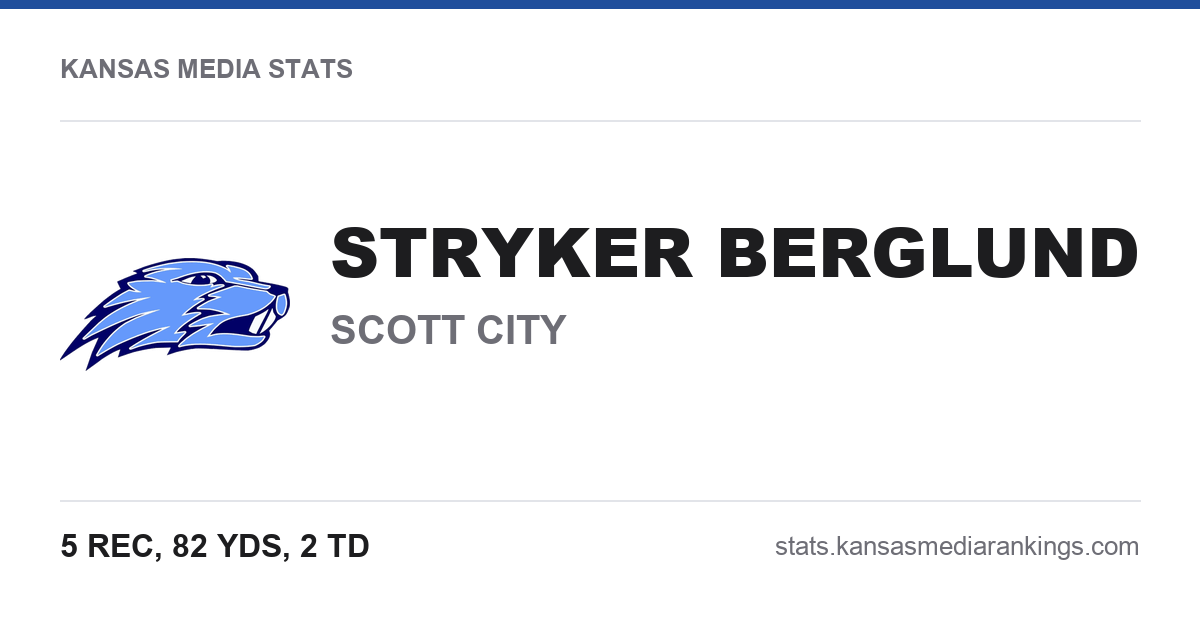 KANSAS MEDIA STATS
STRYKER BERGLUND
SCOTT CITY
5 REC, 82 YDS, 2 TD
stats.kansasmediarankings.com